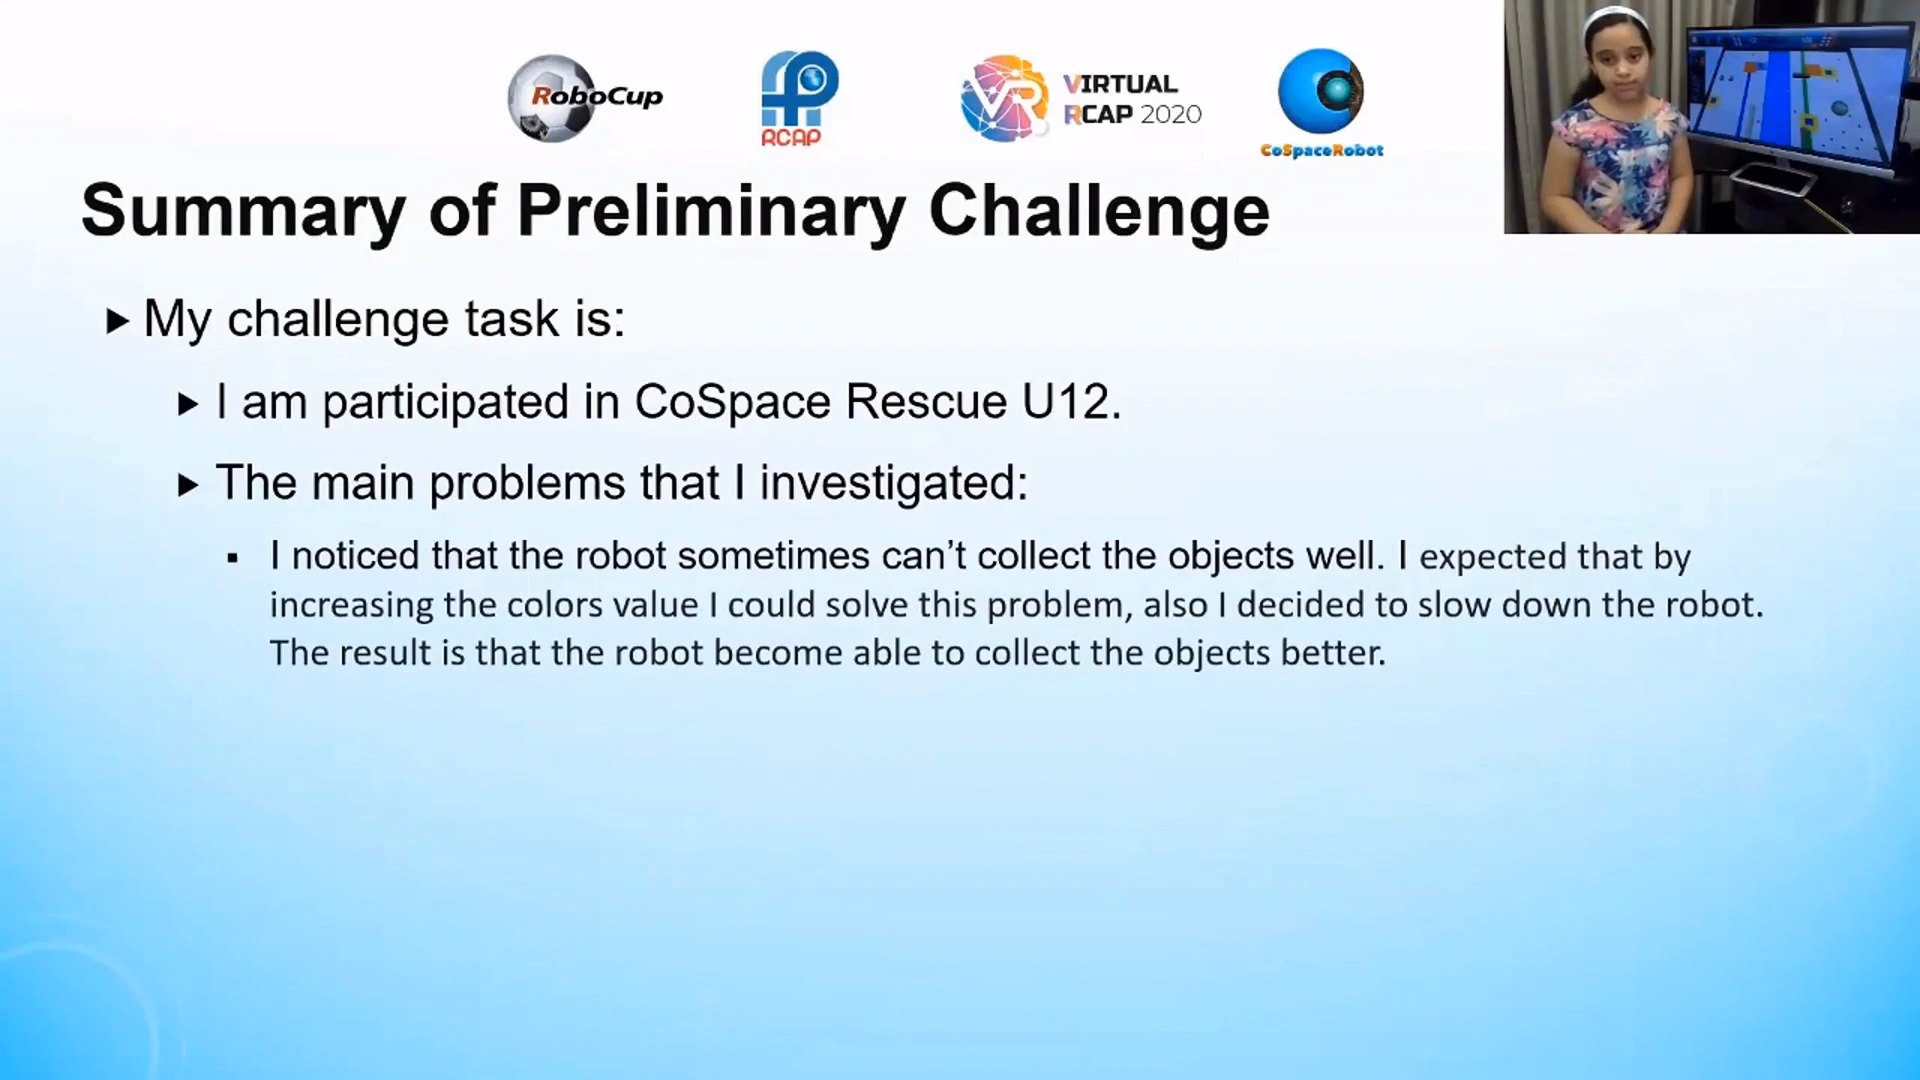 RoboCup
RCAP
VIRTUAL
RCAP 2020
CoSpaceRobot
Summary of Preliminary Challenge
My challenge task is:
I am participated in CoSpace Rescue U12.
The main problems that I investigated:
I noticed that the robot sometimes can’t collect the objects well. I expected that by
increasing the colors value I could solve this problem, also I decided to slow down the robot.
The result is that the robot become able to collect the objects better.